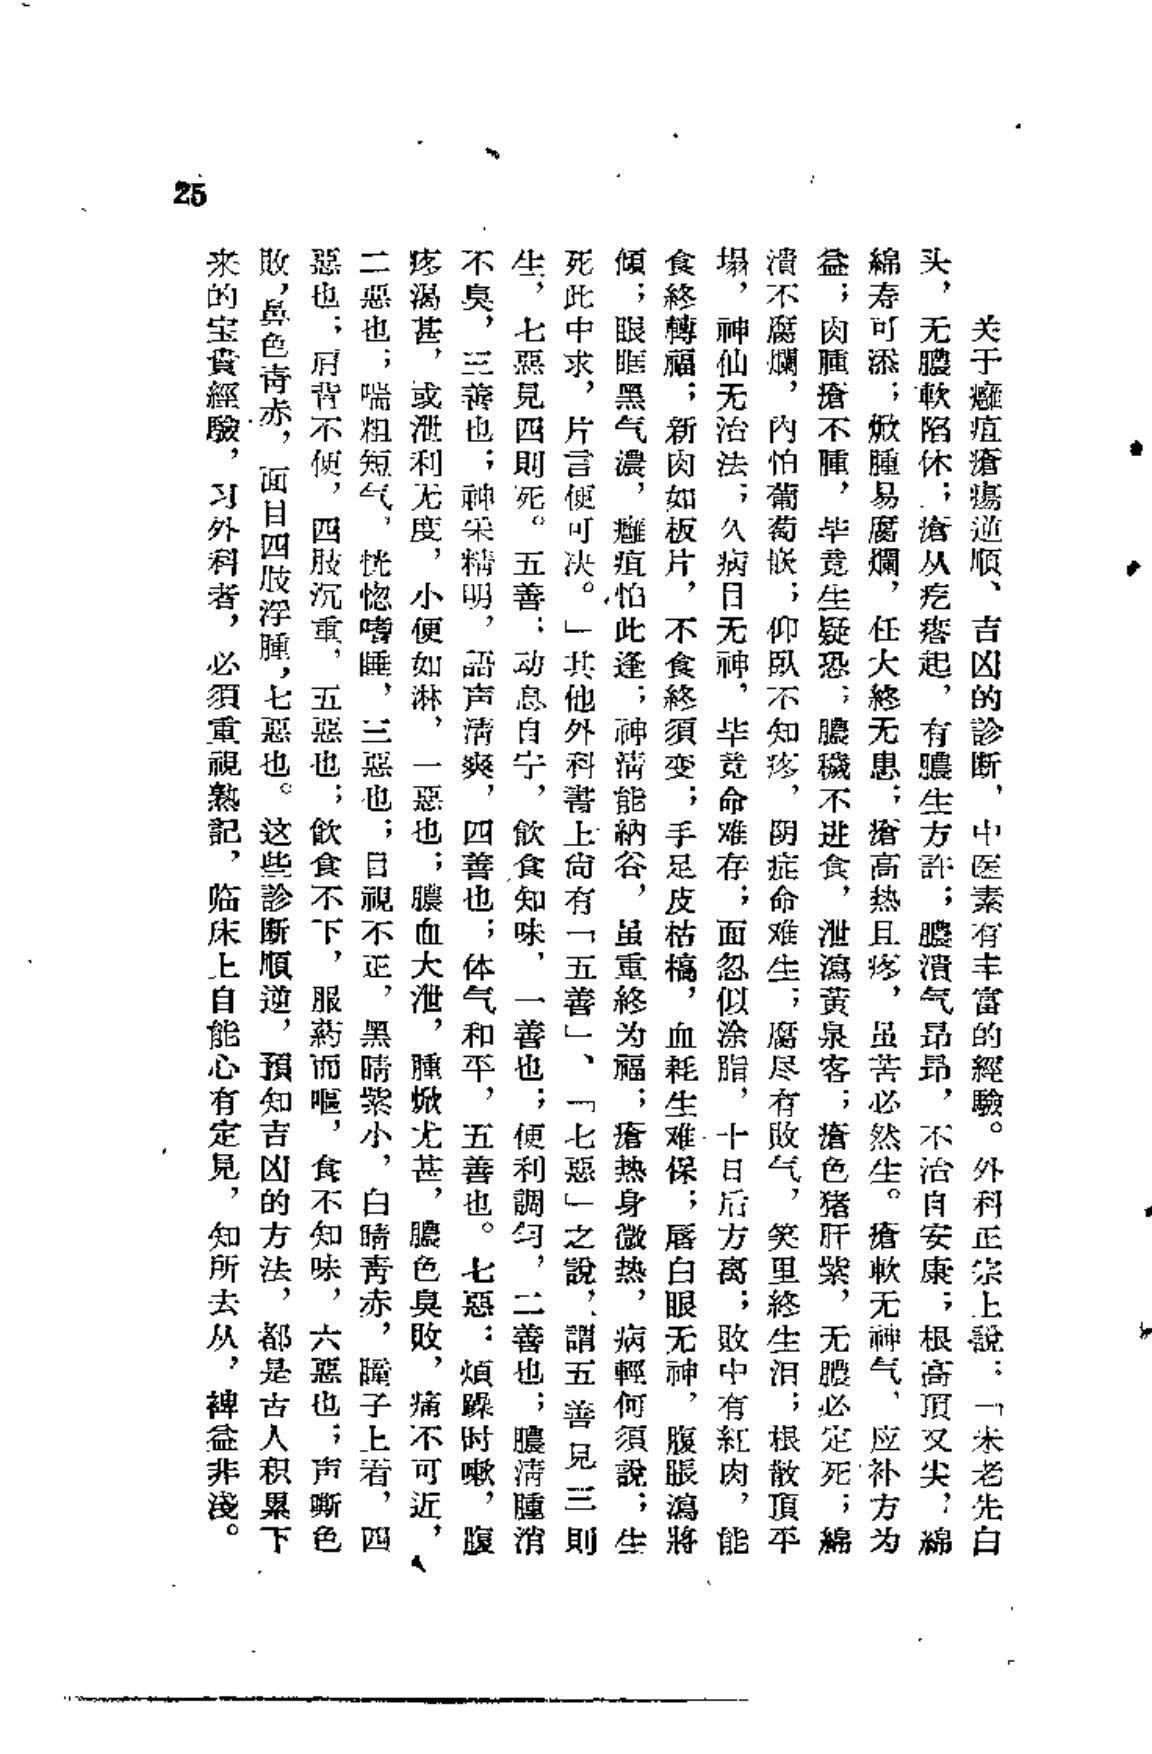 关于癰疽瘡瘍逆順、吉凶的診断，中医素有丰富的經驗。外科正宗上說：「未老先白
头，无膿軟陷休；瘡从疙瘩起，有膿生方許；膿潰气昂昂，不治自安康；根高頂又尖，綿
綿寿可添；焮腫易腐爛，任大終无患；瘡高热且疼，虽苦必然生。瘡軟无神气，应补方为
益；肉腫瘡不腫，毕竟生疑恐；膿穢不进食，泄瀉黄泉客；瘡色猪肝紫，无膿必定死；綿
潰不腐爛，内怕葡萄嵌；仰臥不知疼，阴症命难生；腐尽有敗气，笑里終生泪；根散頂平
塌，神仙无治法；久病目无神，毕竟命难存；面忽似涂脂，十日后方离；敗中有紅肉，能
食終轉福；新肉如板片，不食終須变；手足皮枯槁，血耗生难保；唇白眼无神，腹脹瀉將
傾；眼眶黑气濃，癰疽怕此逢；神清能納谷，虽重終为福；瘡热身微热，病輕何須說；生
死此中求，片言便可决。」其他外科書上尙有「五善」、「七惡」之說，謂五善見三則
生，七惡見四則死。五善：动息自宁，飲食知味，一善也；便利調匀，二善也；膿清腫消
不臭，三善也；神采精明，語声清爽，四善也；体气和平，五善也。七惡：煩躁时嗽，腹
疼渴甚，或泄利无度，小便如淋，一惡也；膿血大泄，腫焮尤甚，膿色臭敗，痛不可近，
二惡也；喘粗短气，恍惚嗜睡，三惡也；目視不正，黑睛紫小，白睛靑赤，瞳子上看，四
惡也；肩背不便，四肢沉重，五惡也；飲食不下，服葯而嘔，食不知味，六惡也；声嘶色
敗，鼻色靑赤，面目四肢浮腫，七惡也。这些診断順逆，預知吉凶的方法，都是古人积累下
来的宝貴經驗，习外科者，必須重視熟記，临床上自能心有定見，知所去从，裨益非淺。
25